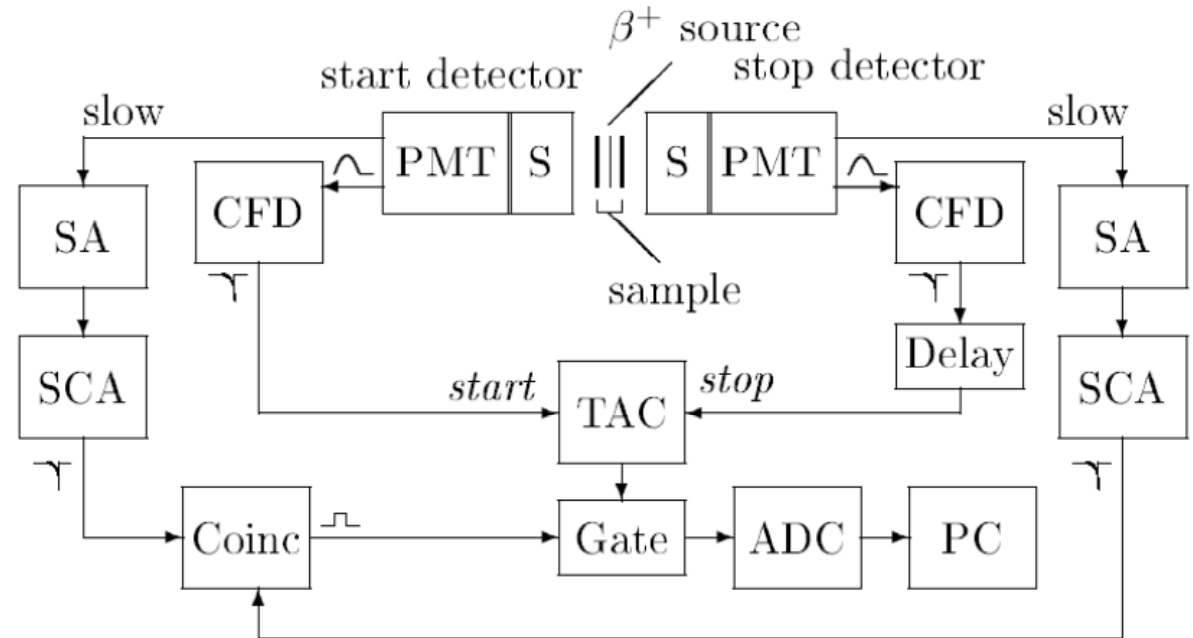 β+ source
start detector
stop detector
slow
slow
PMT
S
S
PMT
CFD
CFD
SA
SA
sample
Delay
SCA
SCA
start
stop
TAC
Coinc
Gate
ADC
PC